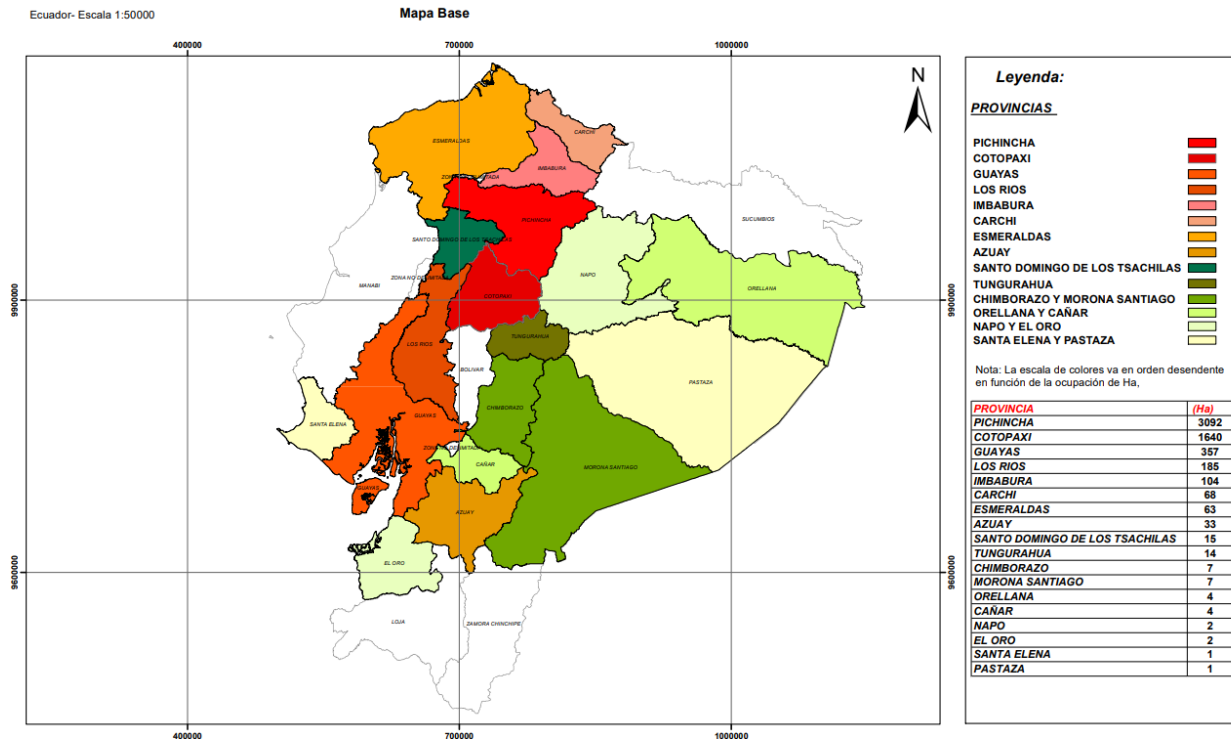 Ecuador- Escala 1:50000
Mapa Base
400000
700000
1000000
N
CARCHI
ESMERALDAS
IMBABURA
SUCUMBIOS
PICHINCHA
SANTO DOMINGO DE LOS TSACHILAS
NAPO
MANABI
ORELLANA
COTOPAXI
TUNGURAHUA
LOS RIOS
BOLIVAR
PASTAZA
CHIMBORAZO
GUAYAS
SANTA ELENA
CAÑAR
MORONA SANTIAGO
GUAYAS
AZUAY
EL ORO
LOJA
ZAMORA CHINCHIPE
9900000
9900000
9600000
9600000
400000
700000
1000000
Leyenda:
PROVINCIAS
PICHINCHA
COTOPAXI
GUAYAS
LOS RIOS
IMBABURA
CARCHI
ESMERALDAS
AZUAY
SANTO DOMINGO DE LOS TSACHILAS
TUNGURAHUA
CHIMBORAZO Y MORONA SANTIAGO
ORELLANA Y CAÑAR
NAPO Y EL ORO
SANTA ELENA Y PASTAZA
Nota: La escala de colores va en orden desendente
en función de la ocupación de Ha,
PROVINCIA (Ha)
PICHINCHA 3092
COTOPAXI 1640
GUAYAS 357
LOS RIOS 185
IMBABURA 104
CARCHI 68
ESMERALDAS 63
AZUAY 33
SANTO DOMINGO DE LOS TSACHILAS 15
TUNGURAHUA 14
CHIMBORAZO 7
MORONA SANTIAGO 7
ORELLANA 4
CAÑAR 4
NAPO 2
EL ORO 2
SANTA ELENA 1
PASTAZA 1